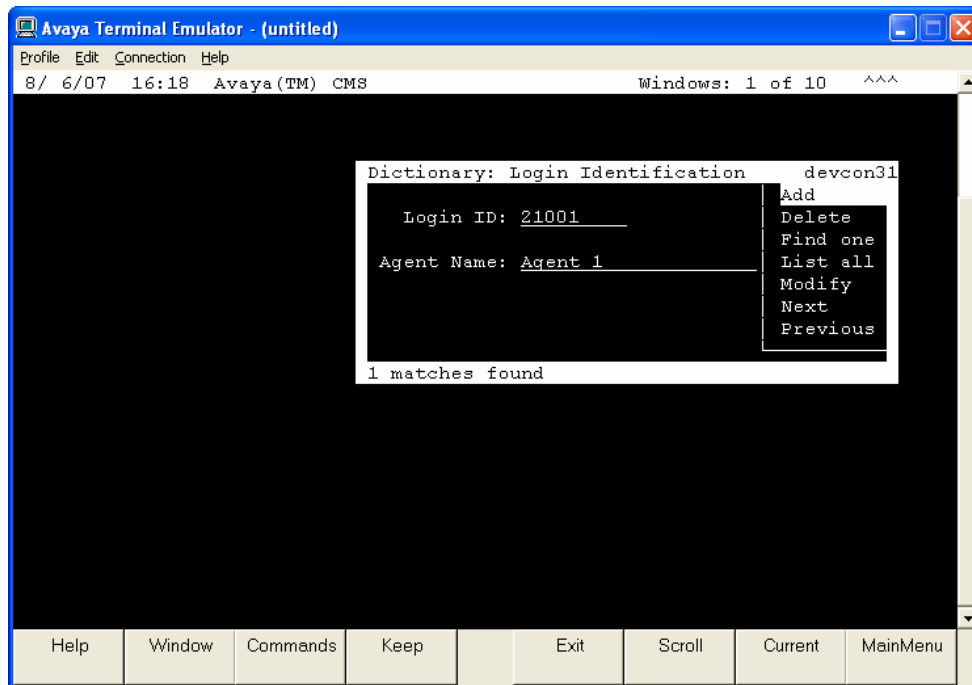 Avaya Terminal Emulator - (untitled)
Profile Edit Connection Help
8/ 6/07 16:18 Avaya(TM) CMS Windows: 1 of 10 ^^^
Dictionary: Login Identification devcon31
Add
Login ID: 21001 Delete
Find one
Agent Name: Agent 1 List all
Modify
Next
Previous
1 matches found
Help Window Commands Keep Exit Scroll Current MainMenu